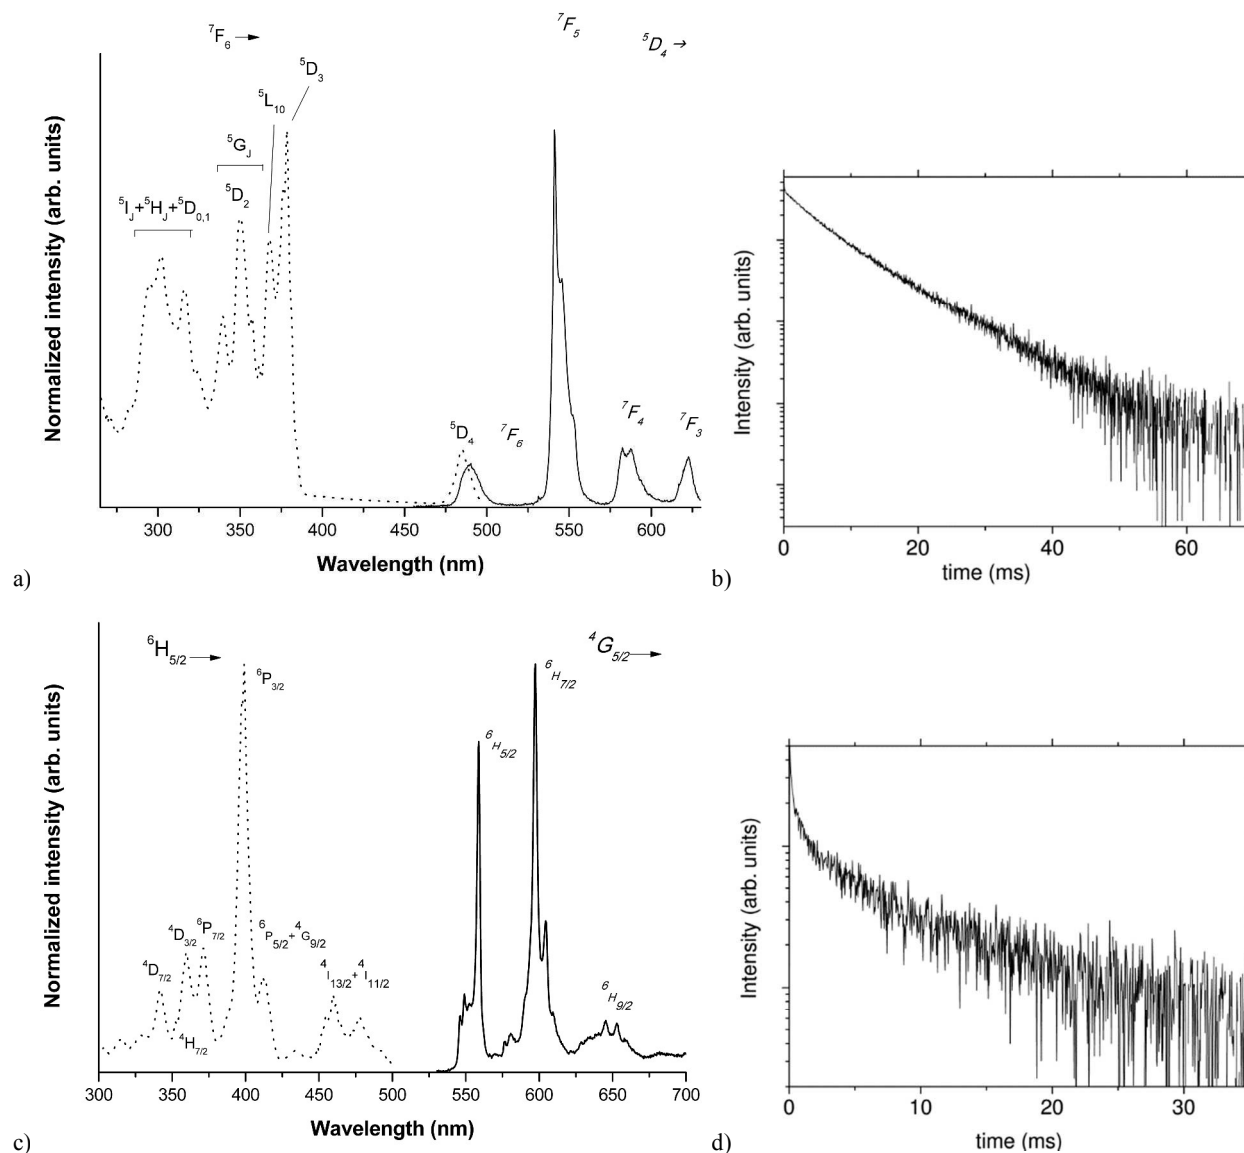 ⁷F₆ →
⁷F₅
⁵D₄ →
⁵D₃
⁵L₁₀
⁵G_J
⁵D₂
⁵I_J+⁵H_J+⁵D₀,₁
⁵D₄
⁷F₆
⁷F₄
⁷F₃
Normalized intensity (arb. units)
300 350 400 450 500 550 600
Wavelength (nm)
a)
Intensity (arb. units)
0 20 40 60
time (ms)
b)
⁶H₅/₂ →
⁴G₅/₂ →
⁶P₃/₂
⁶H₇/₂
⁶H₅/₂
⁴D₃/₂
⁶P₇/₂
⁶P₅/₂+⁴G₉/₂
⁴D₇/₂
⁴I₁₃/₂+⁴I₁₁/₂
⁶H₉/₂
⁴H₇/₂
Normalized intensity (arb. units)
300 350 400 450 500 550 600 650 700
Wavelength (nm)
c)
Intensity (arb. units)
0 10 20 30
time (ms)
d)